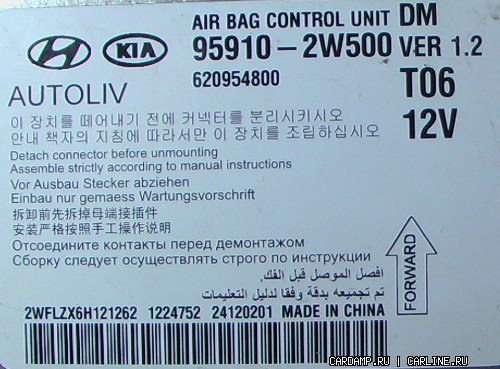 AIR BAG CONTROL UNIT DM
HYUNDAI KIA 95910-2W500 VER 1.2
620954800 T06
AUTOLIV 12V
이 장치를 떼어내기 전에 커넥터를 분리시키시오
안내 책자의 지침에 따라서만 이 장치를 조립하십시오
Detach connector before unmounting
Assemble strictly according to manual instructions
Vor Ausbau Stecker abziehen
Einbau nur gemaess Wartungsvorschrift
拆卸前先拆掉母端接插件
安装严格按照手工操作说明
Отсоедините контакты перед демонтажом
Сборку следует осуществлять строго по инструкции
افصل الموصل قبل الفك.
تم تجميعه بدقة وفقا لدليل التعليمات
FORWARD
2WFLZX6H121262 1224752 24120201 MADE IN CHINA
CARDAMP.RU | CARLINE.RU